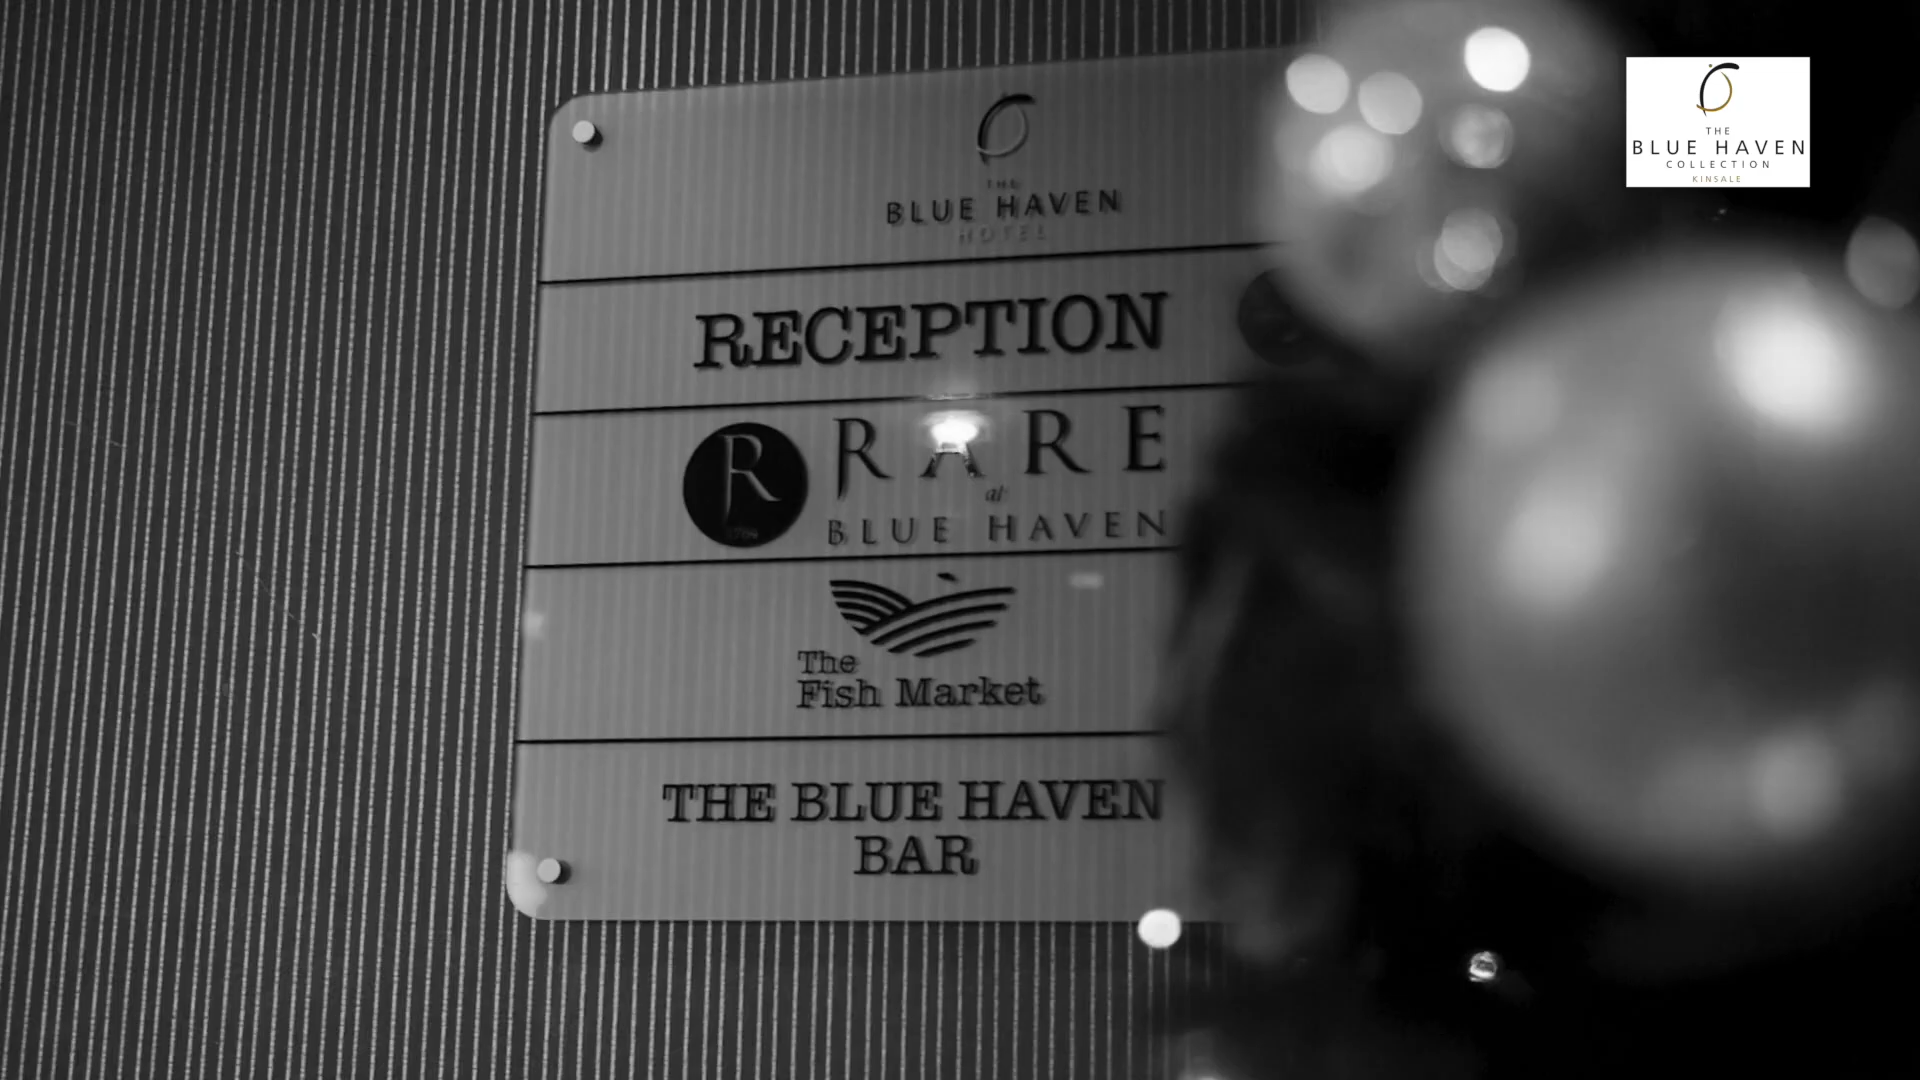 THE
BLUE HAVEN
HOTEL
RECEPTION
R
RARE
at
BLUE HAVEN
The
Fish Market
THE BLUE HAVEN
BAR
THE
BLUE HAVEN
COLLECTION
KINSALE